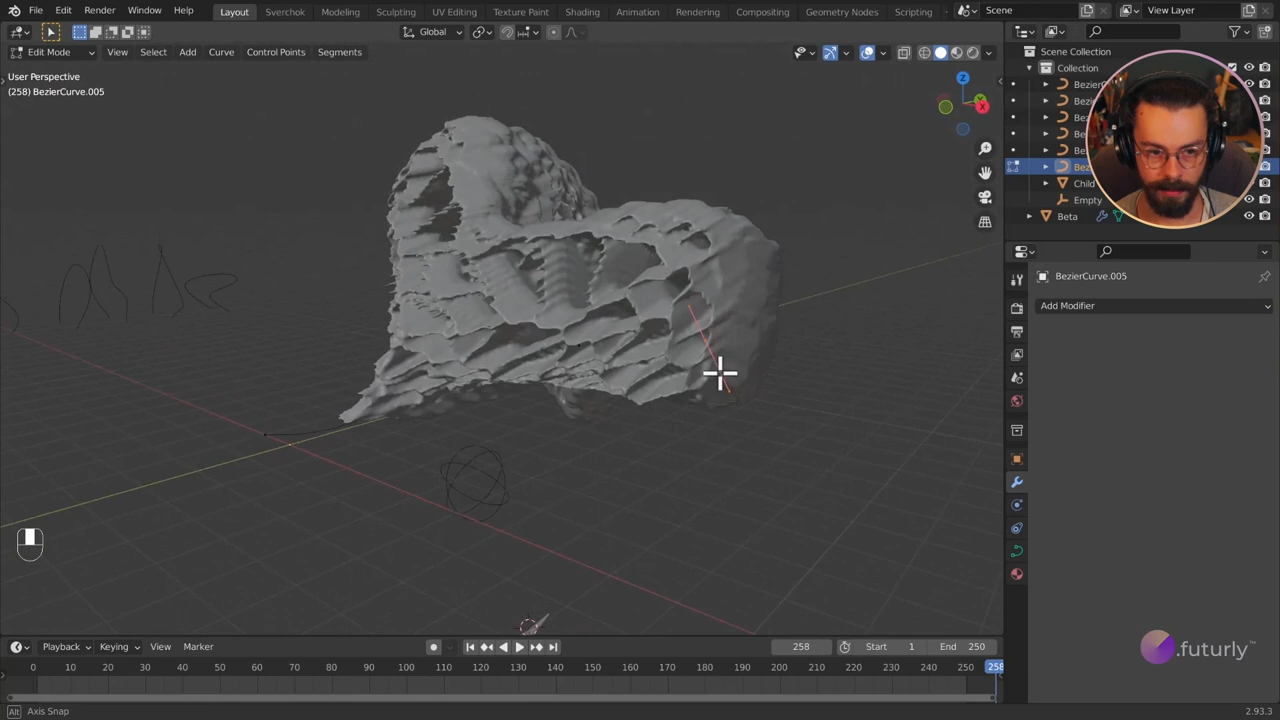 File Edit Render Window Help Layout Sverchok Modeling Sculpting UV Editing Texture Paint Shading Animation Rendering Compositing Geometry Nodes Scripting Scene View Layer
Global
Edit Mode View Select Add Curve Control Points Segments
User Perspective
(258) BezierCurve.005
Z
X
Scene Collection
Collection
Child
Empty
Beta
BezierCurve.005
Add Modifier
.futurly
Playback Keying View Marker 258 Start 1 End 250
0 10 20 30 40 50 60 70 80 90 100 110 120 130 140 150 160 170 180 190 200 210 220 230 240 250 258
Alt Axis Snap 2.93.3